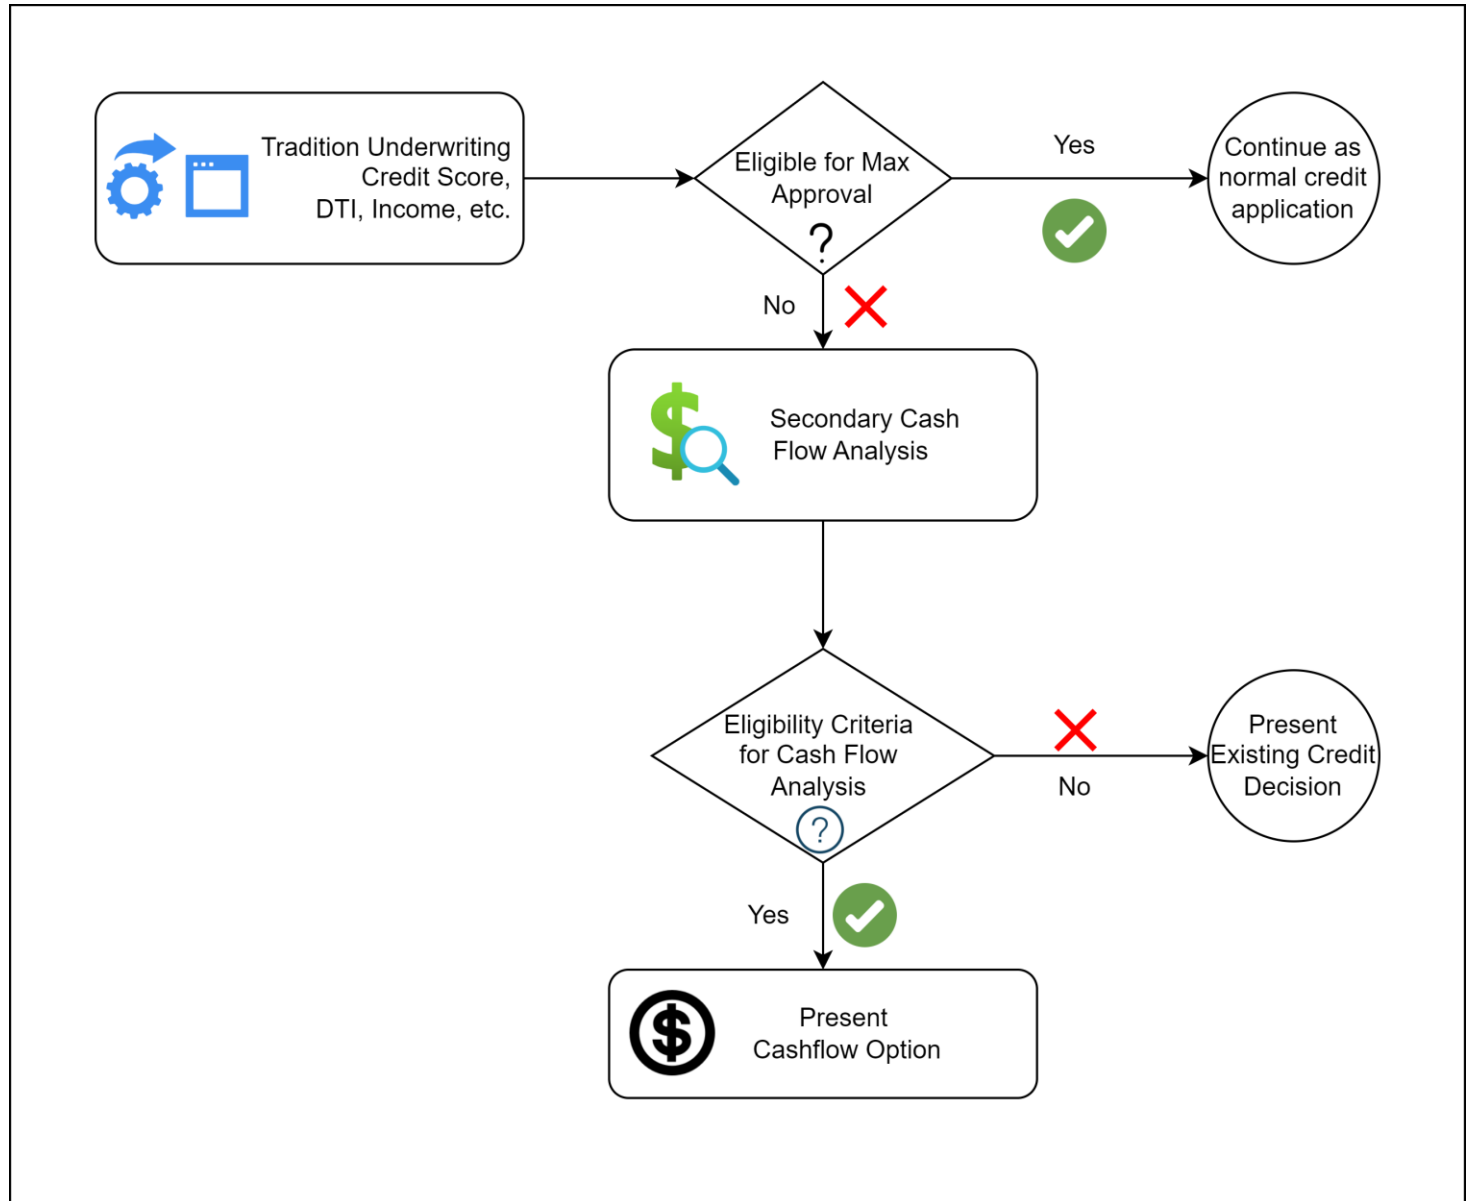 Tradition Underwriting
Credit Score,
DTI, Income, etc.
Eligible for Max
Approval
?
Yes
Continue as
normal credit
application
No
Secondary Cash
Flow Analysis
Eligibility Criteria
for Cash Flow
Analysis
?
No
Present
Existing Credit
Decision
Yes
$
Present
Cashflow Option